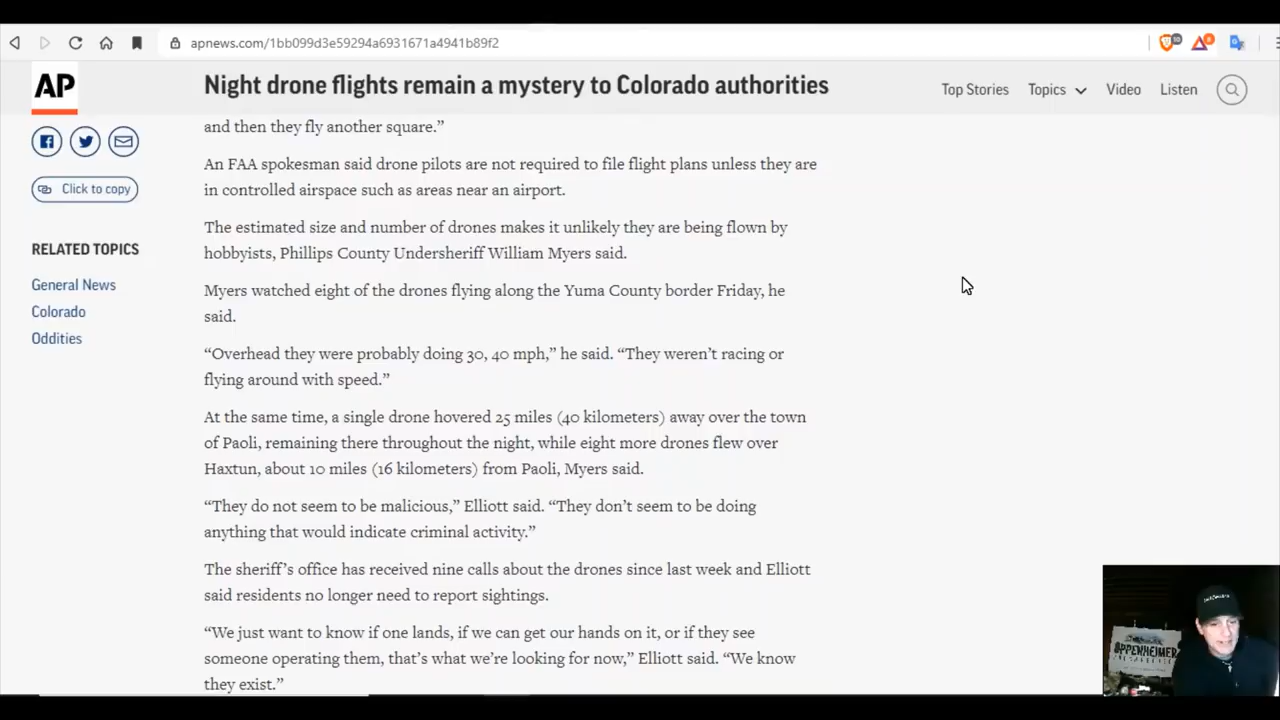 apnews.com/1bb099d3e59294a6931671a4941b89f2
AP
Night drone flights remain a mystery to Colorado authorities
Top Stories
Topics
Video
Listen
Click to copy
RELATED TOPICS
General News
Colorado
Oddities
and then they fly another square.”
An FAA spokesman said drone pilots are not required to file flight plans unless they are
in controlled airspace such as areas near an airport.
The estimated size and number of drones makes it unlikely they are being flown by
hobbyists, Phillips County Undersheriff William Myers said.
Myers watched eight of the drones flying along the Yuma County border Friday, he
said.
“Overhead they were probably doing 30, 40 mph,” he said. “They weren’t racing or
flying around with speed.”
At the same time, a single drone hovered 25 miles (40 kilometers) away over the town
of Paoli, remaining there throughout the night, while eight more drones flew over
Haxtun, about 10 miles (16 kilometers) from Paoli, Myers said.
“They do not seem to be malicious,” Elliott said. “They don’t seem to be doing
anything that would indicate criminal activity.”
The sheriff’s office has received nine calls about the drones since last week and Elliott
said residents no longer need to report sightings.
“We just want to know if one lands, if we can get our hands on it, or if they see
someone operating them, that’s what we’re looking for now,” Elliott said. “We know
they exist.”
OPPENHEIMER